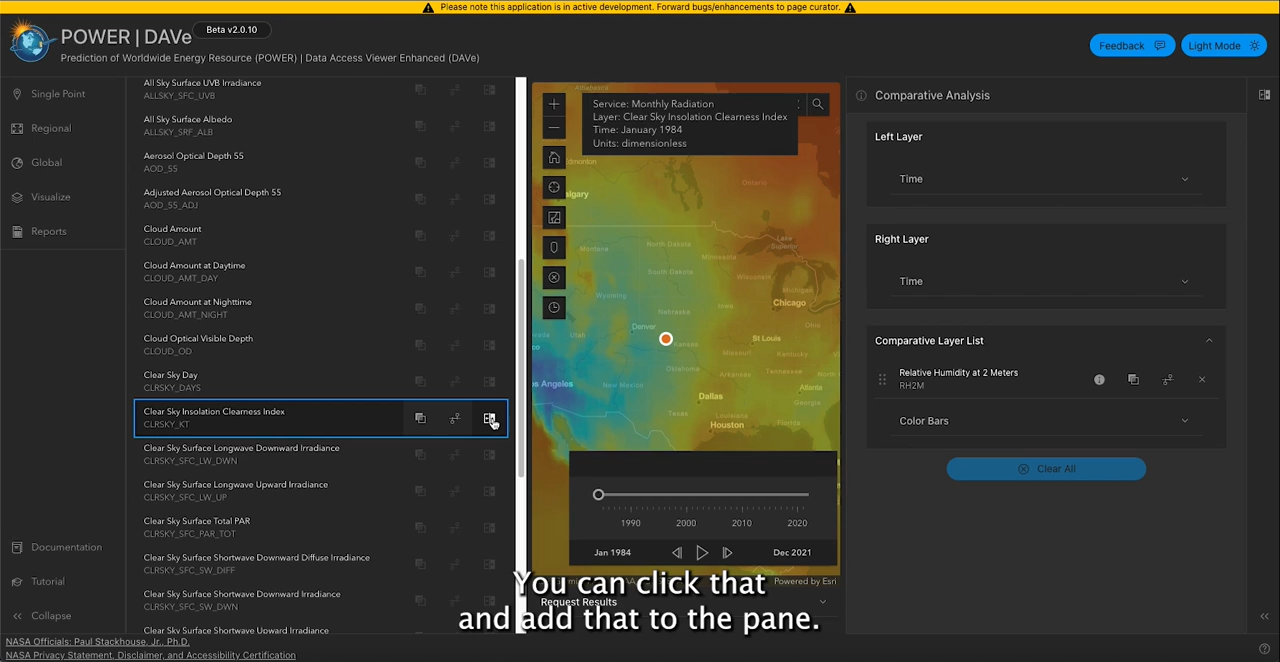 Please note this application is in active development. Forward bugs/enhancements to page curator.
POWER | DAVe
Beta v2.0.10
Prediction of Worldwide Energy Resource (POWER) | Data Access Viewer Enhanced (DAVe)
Feedback
Light Mode
Single Point
Regional
Global
Visualize
Reports
Documentation
Tutorial
Collapse
All Sky Surface UVB Irradiance
ALLSKY_SFC_UVB
All Sky Surface Albedo
ALLSKY_SRF_ALB
Aerosol Optical Depth 55
AOD_55
Adjusted Aerosol Optical Depth 55
AOD_55_ADJ
Cloud Amount
CLOUD_AMT
Cloud Amount at Daytime
CLOUD_AMT_DAY
Cloud Amount at Nighttime
CLOUD_AMT_NIGHT
Cloud Optical Visible Depth
CLOUD_OD
Clear Sky Day
CLRSKY_DAYS
Clear Sky Insolation Clearness Index
CLRSKY_KT
Clear Sky Surface Longwave Downward Irradiance
CLRSKY_SFC_LW_DWN
Clear Sky Surface Longwave Upward Irradiance
CLRSKY_SFC_LW_UP
Clear Sky Surface Total PAR
CLRSKY_SFC_PAR_TOT
Clear Sky Surface Shortwave Downward Diffuse Irradiance
CLRSKY_SFC_SW_DIFF
Clear Sky Surface Shortwave Downward Irradiance
CLRSKY_SFC_SW_DWN
Clear Sky Surface Shortwave Upward Irradiance
Service: Monthly Radiation
Layer: Clear Sky Insolation Clearness Index
Time: January 1984
Units: dimensionless
dmonton
algary
Ontario
Montana
North Dakota
Minnesota
Lake Superior
South Dakota
Wisconsin
Michigan
Wyoming
Chicago
Nebraska
Denver
Kansas
St Louis
Ohio
Missouri
Kentucky
os Angeles
New Mexico
Oklahoma
Arkansas
Tennessee
Atlanta
Dallas
Alabama
Texas
Houston
1990
2000
2010
2020
Jan 1984
Dec 2021
Powered by Esri
Request Results
You can click that
and add that to the pane.
Comparative Analysis
Left Layer
Time
Right Layer
Time
Comparative Layer List
Relative Humidity at 2 Meters
RH2M
Color Bars
Clear All
NASA Officials: Paul Stackhouse, Jr., Ph.D.
NASA Privacy Statement, Disclaimer, and Accessibility Certification